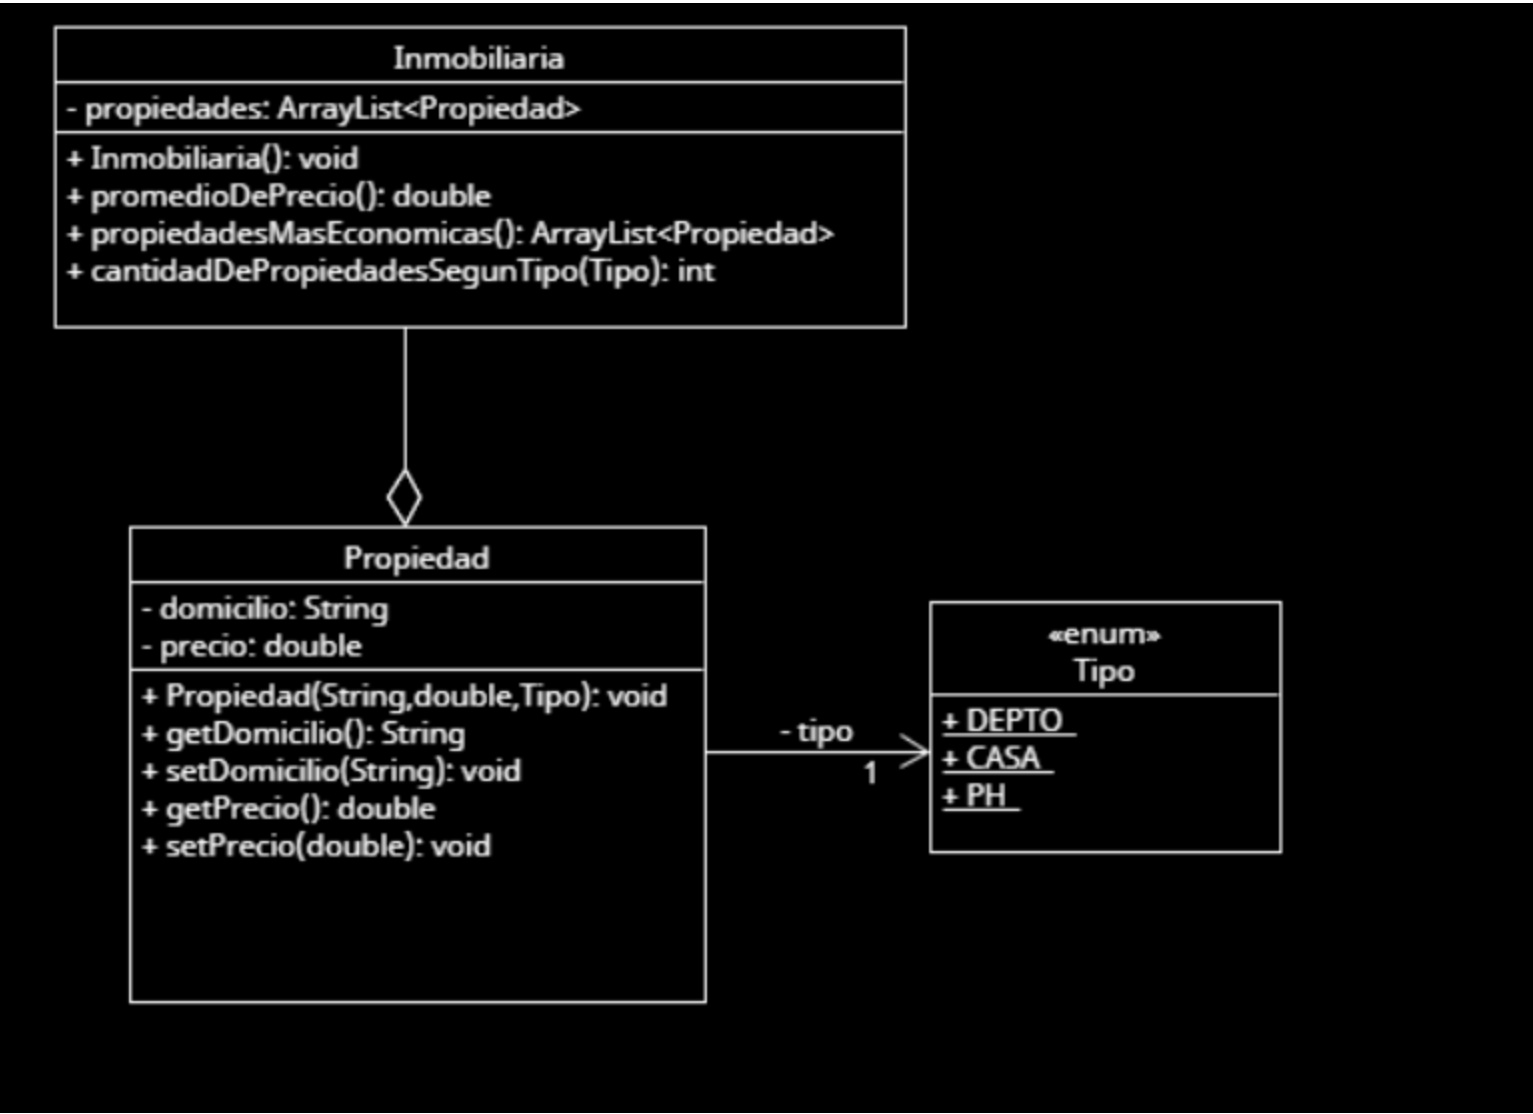 Inmobiliaria
- propiedades: ArrayList<Propiedad>
+ Inmobiliaria(): void
+ promedioDePrecio(): double
+ propiedadesMasEconomicas(): ArrayList<Propiedad>
+ cantidadDePropiedadesSegunTipo(Tipo): int
Propiedad
- domicilio: String
- precio: double
+ Propiedad(String,double,Tipo): void
+ getDomicilio(): String
+ setDomicilio(String): void
+ getPrecio(): double
+ setPrecio(double): void
- tipo
1
«enum»
Tipo
+ DEPTO
+ CASA
+ PH